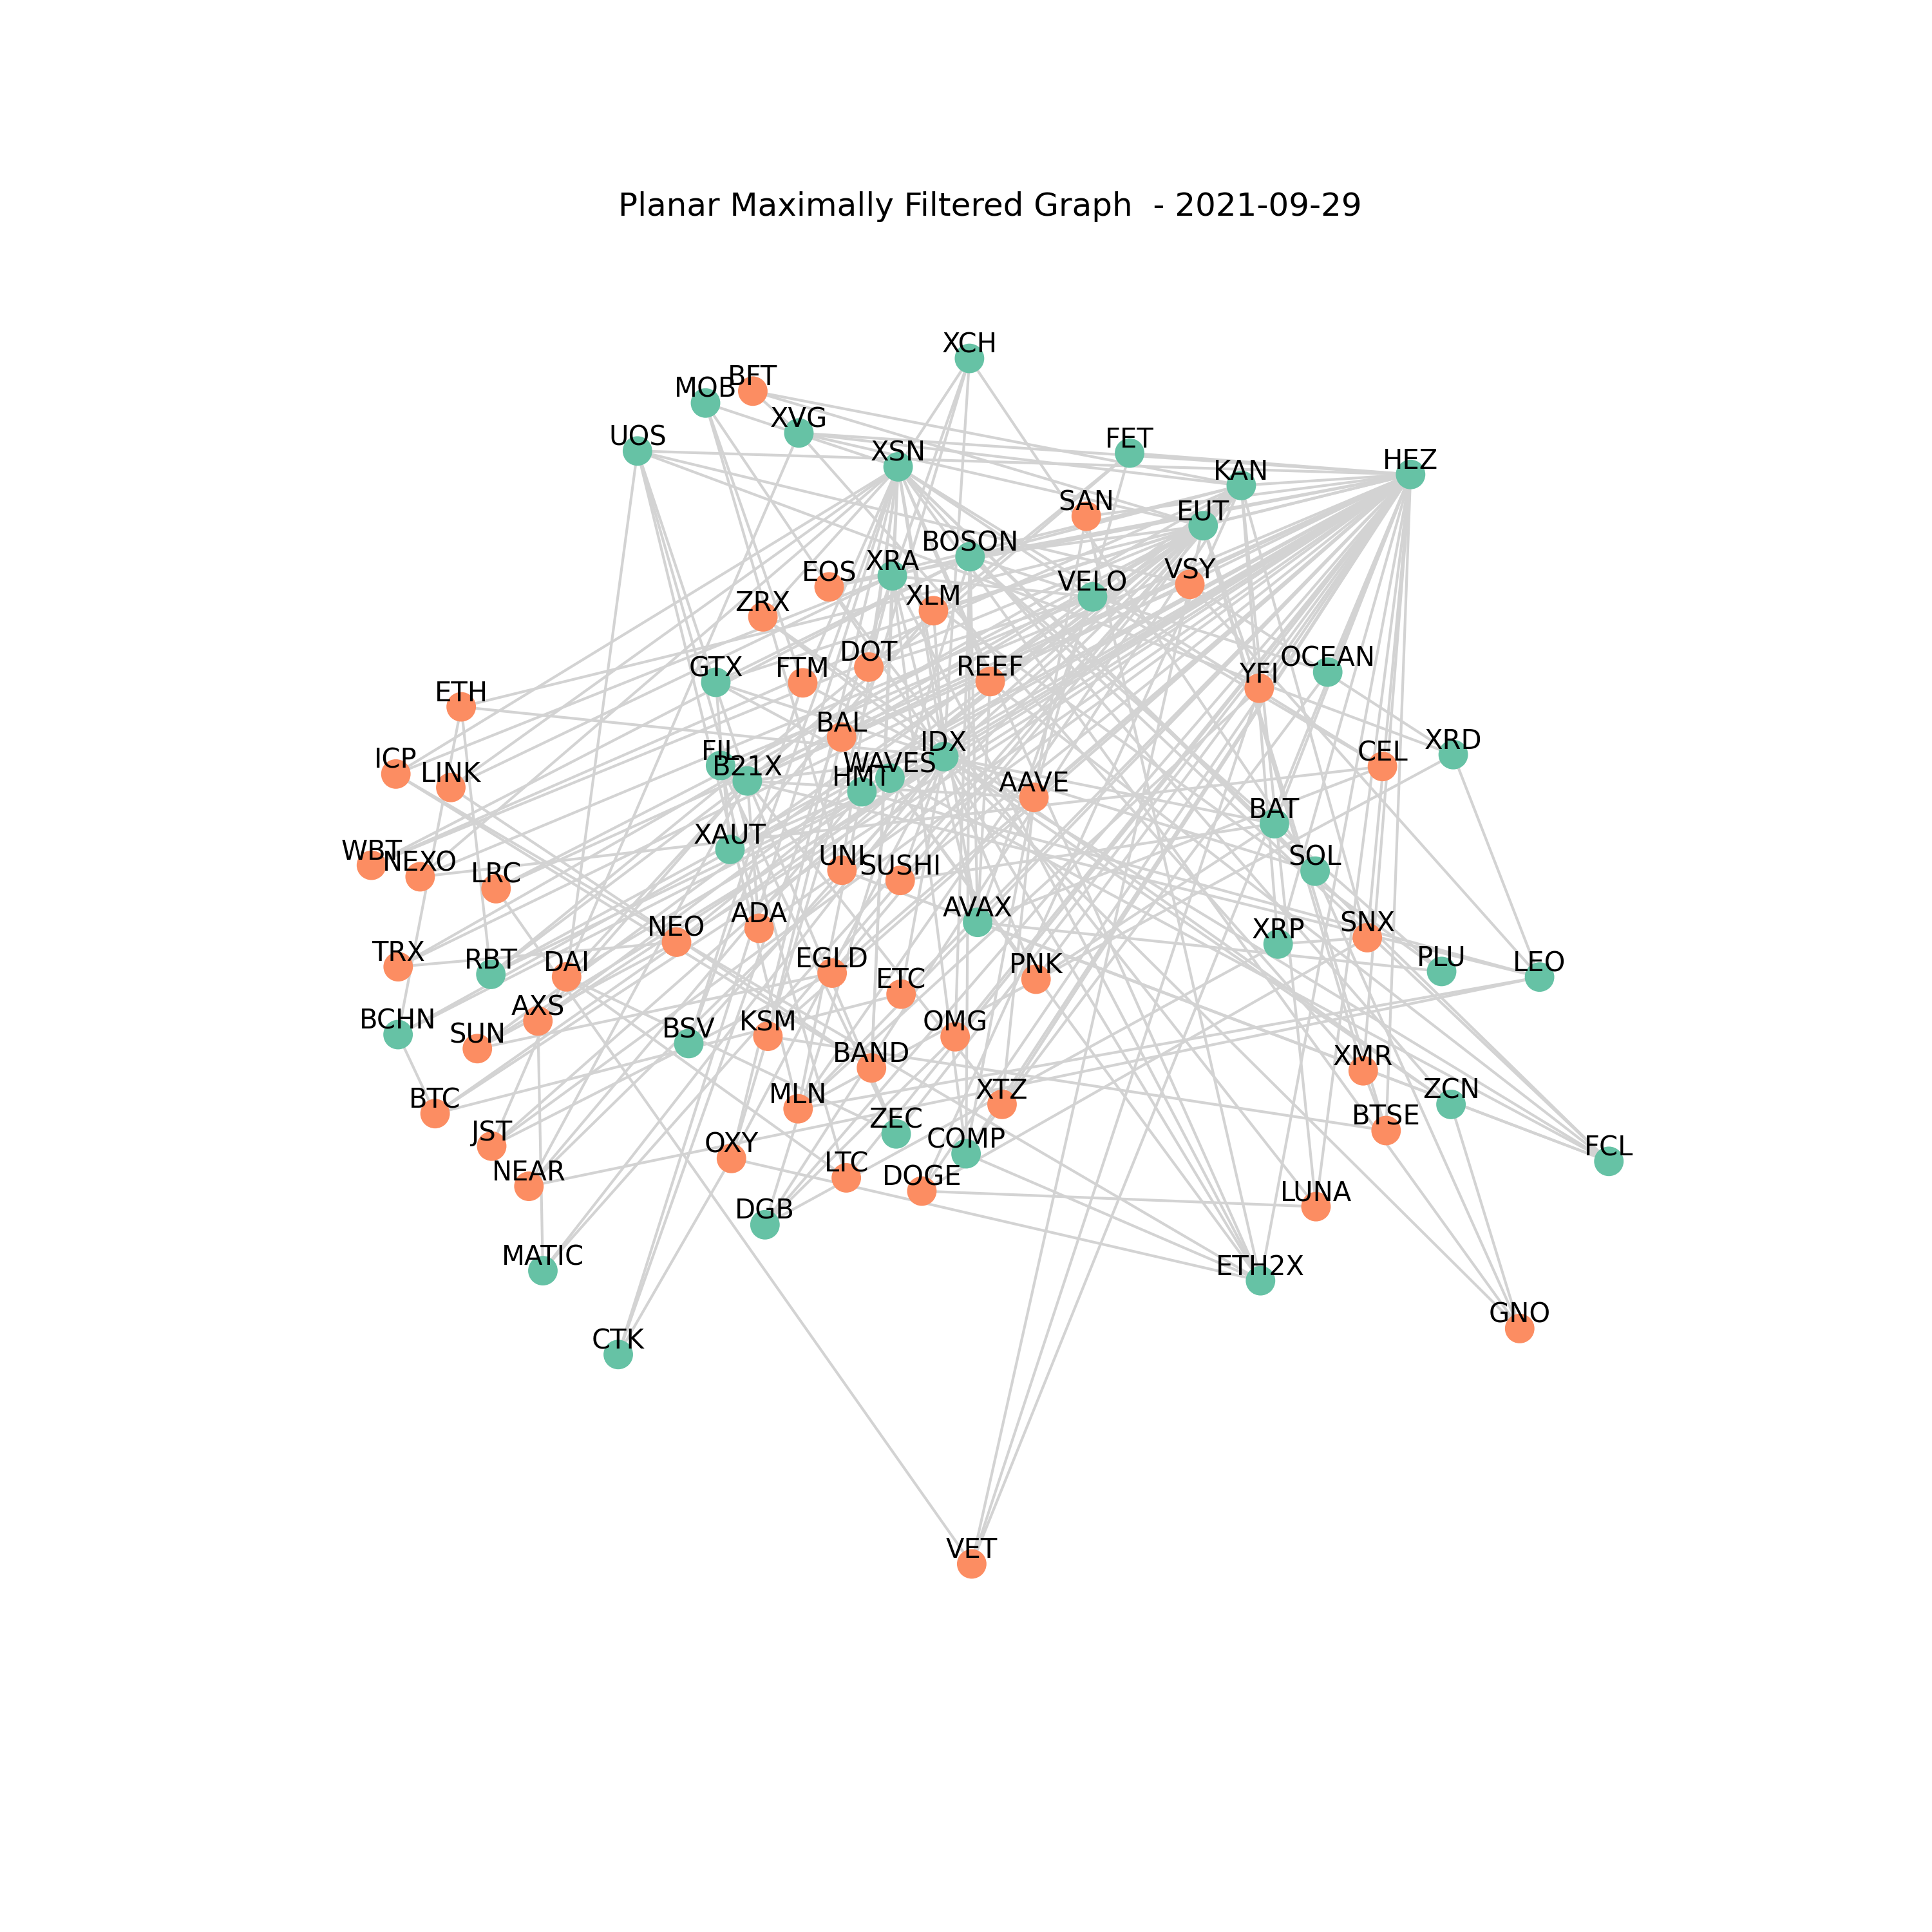 Planar Maximally Filtered Graph  - 2021-09-29
XCH
BFT
MOB
XVG
UOS
FET
XSN
HEZ
KAN
SAN
EUT
BOSON
XRA
EOS
VELO
VSY
XLM
ZRX
DOT
OCEAN
GTX
FTM
REEF
YFI
ETH
BAL
IDX
XRD
FIL
CEL
ICP
B21X
WAVES
LINK
HMT
AAVE
BAT
XAUT
WBT
NEXO
UNI
SOL
SUSHI
LRC
AVAX
ADA
NEO
SNX
XRP
TRX
RBT
DAI
EGLD
PLU
LEO
PNK
ETC
AXS
BCHN
SUN
BSV
KSM
OMG
BAND
XMR
ZCN
MLN
XTZ
BTC
BTSE
ZEC
JST
COMP
OXY
FCL
LTC
NEAR
DOGE
LUNA
DGB
MATIC
ETH2X
GNO
CTK
VET